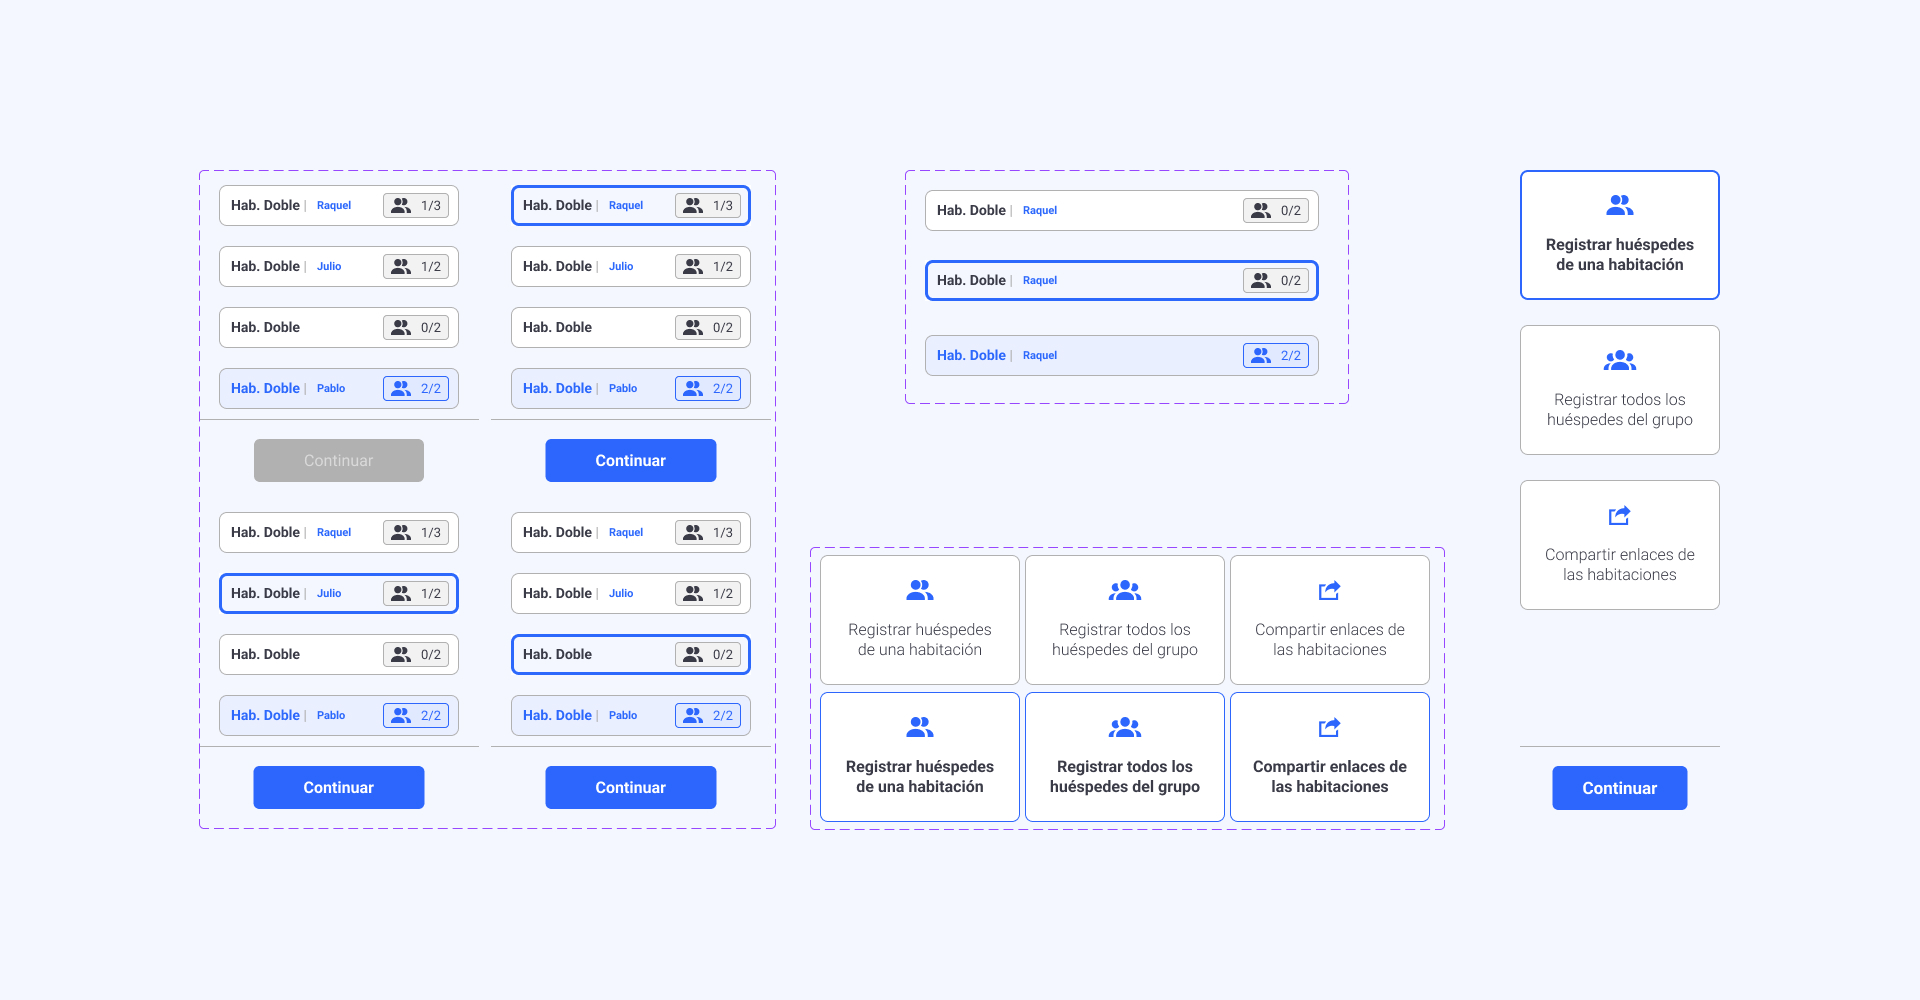 Hab. Doble | Raquel 1/3
Hab. Doble | Julio 1/2
Hab. Doble 0/2
Hab. Doble | Pablo 2/2
Continuar
Hab. Doble | Raquel 1/3
Hab. Doble | Julio 1/2
Hab. Doble 0/2
Hab. Doble | Pablo 2/2
Continuar
Hab. Doble | Raquel 1/3
Hab. Doble | Julio 1/2
Hab. Doble 0/2
Hab. Doble | Pablo 2/2
Continuar
Hab. Doble | Raquel 1/3
Hab. Doble | Julio 1/2
Hab. Doble 0/2
Hab. Doble | Pablo 2/2
Continuar
Hab. Doble | Raquel 0/2
Hab. Doble | Raquel 0/2
Hab. Doble | Raquel 2/2
Registrar huéspedes
de una habitación
Registrar todos los
huéspedes del grupo
Compartir enlaces de
las habitaciones
Registrar huéspedes
de una habitación
Registrar todos los
huéspedes del grupo
Compartir enlaces de
las habitaciones
Registrar huéspedes
de una habitación
Registrar todos los
huéspedes del grupo
Compartir enlaces de
las habitaciones
Continuar